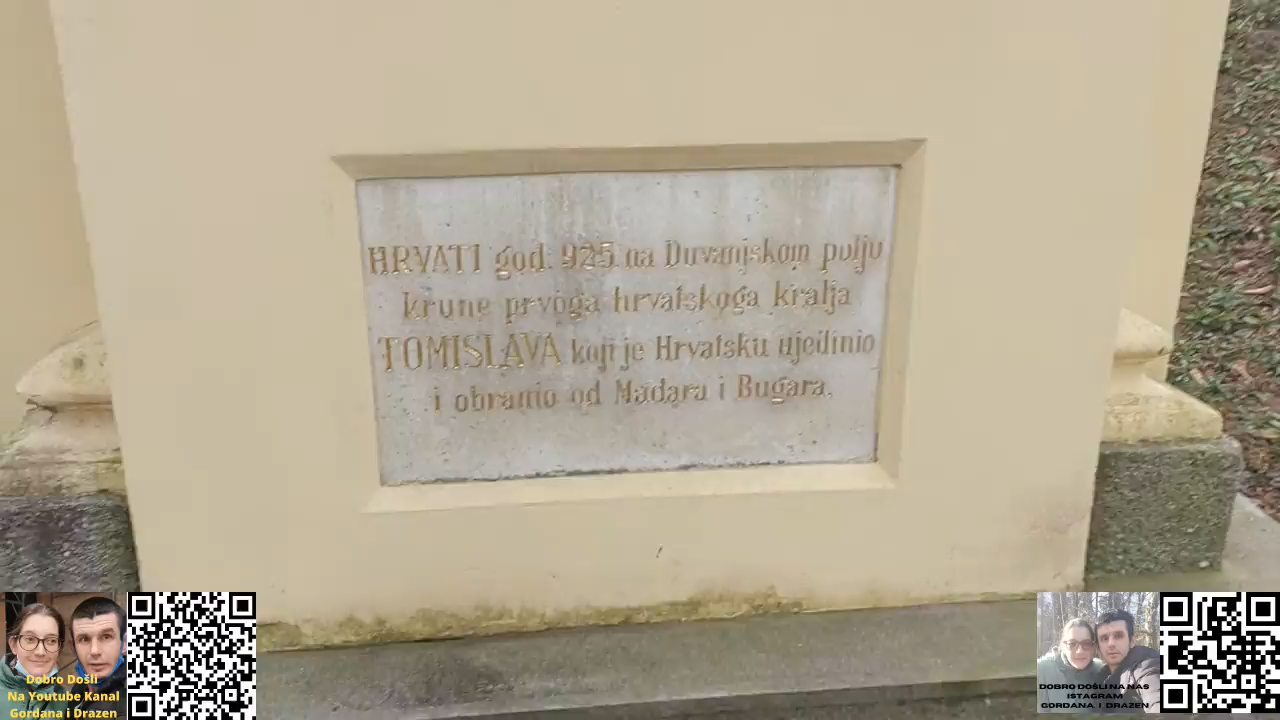 HRVATI god. 925. na Duvanjskom polju
krune prvoga hrvatskoga kralja
TOMISLAVA koji je Hrvatsku ujedinio
i obranio od Mađara i Bugara.
Dobro Došli
Na Youtube Kanal
Gordana i Drazen
DOBRO DOŠLI NA NAS
ISTAGRAM
GORDANA I DRAZEN